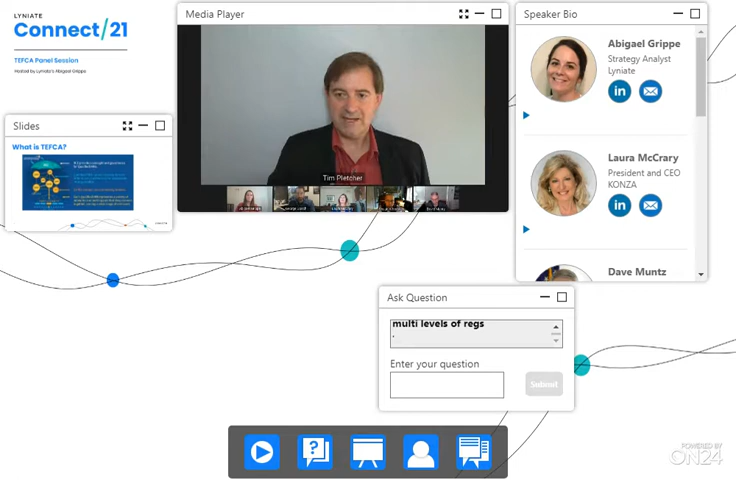 LYNIATE
Connect/21
TEFCA Panel Session
Hosted by Lyniate's Abigael Grippe
Media Player
Tim Pletcher
Speaker Bio
Abigael Grippe
Strategy Analyst
Lyniate
in
Laura McCrary
President and CEO
KONZA
in
Dave Muntz
Slides
What is TEFCA?
Ask Question
multi levels of regs
.
Enter your question
Submit
?
POWERED BY
ON24